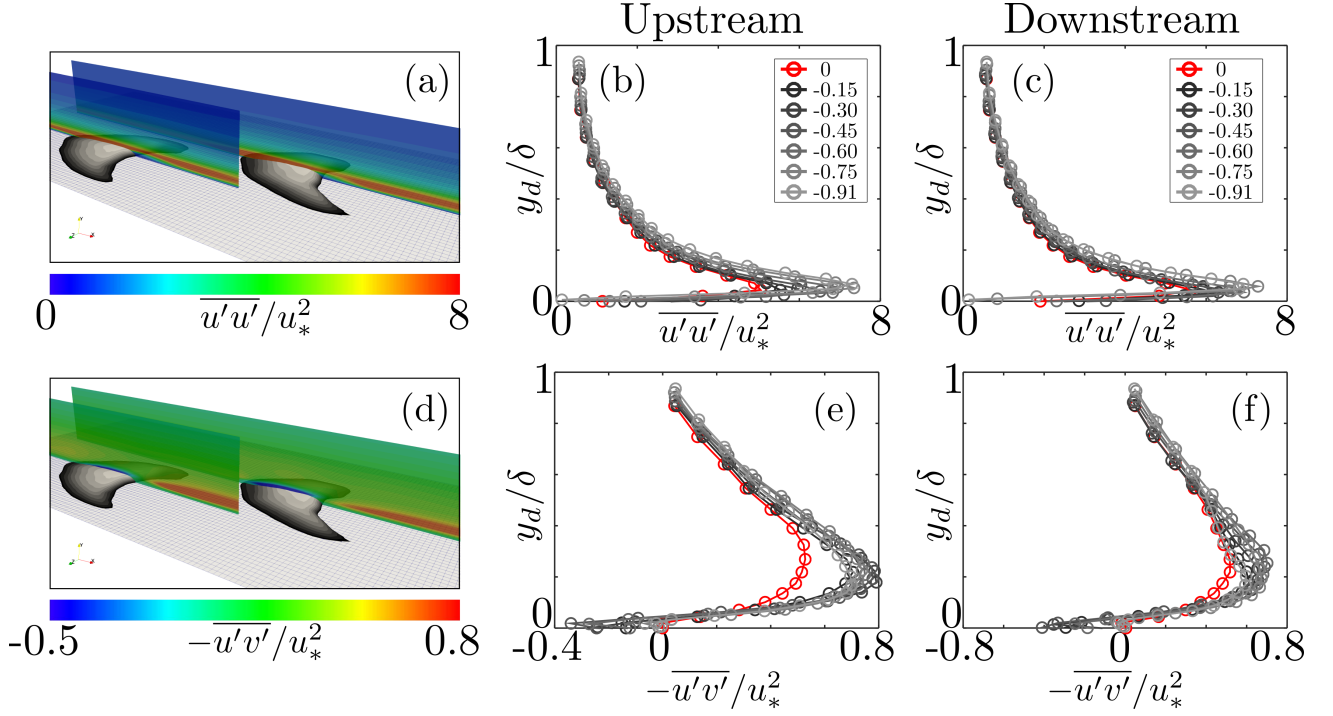 Upstream
Downstream
(a)
0 $\overline{u'u'}/u_*^2$ 8
(b)
0
-0.15
-0.30
-0.45
-0.60
-0.75
-0.91
1
$y_d/\delta$
0
0 $\overline{u'u'}/u_*^2$ 8
(c)
0
-0.15
-0.30
-0.45
-0.60
-0.75
-0.91
1
$y_d/\delta$
0
0 $\overline{u'u'}/u_*^2$ 8
(d)
-0.5 $-\overline{u'v'}/u_*^2$ 0.8
(e)
1
$y_d/\delta$
0
-0.4 0 0.8
$-\overline{u'v'}/u_*^2$
(f)
1
$y_d/\delta$
0
-0.8 0 0.8
$-\overline{u'v'}/u_*^2$